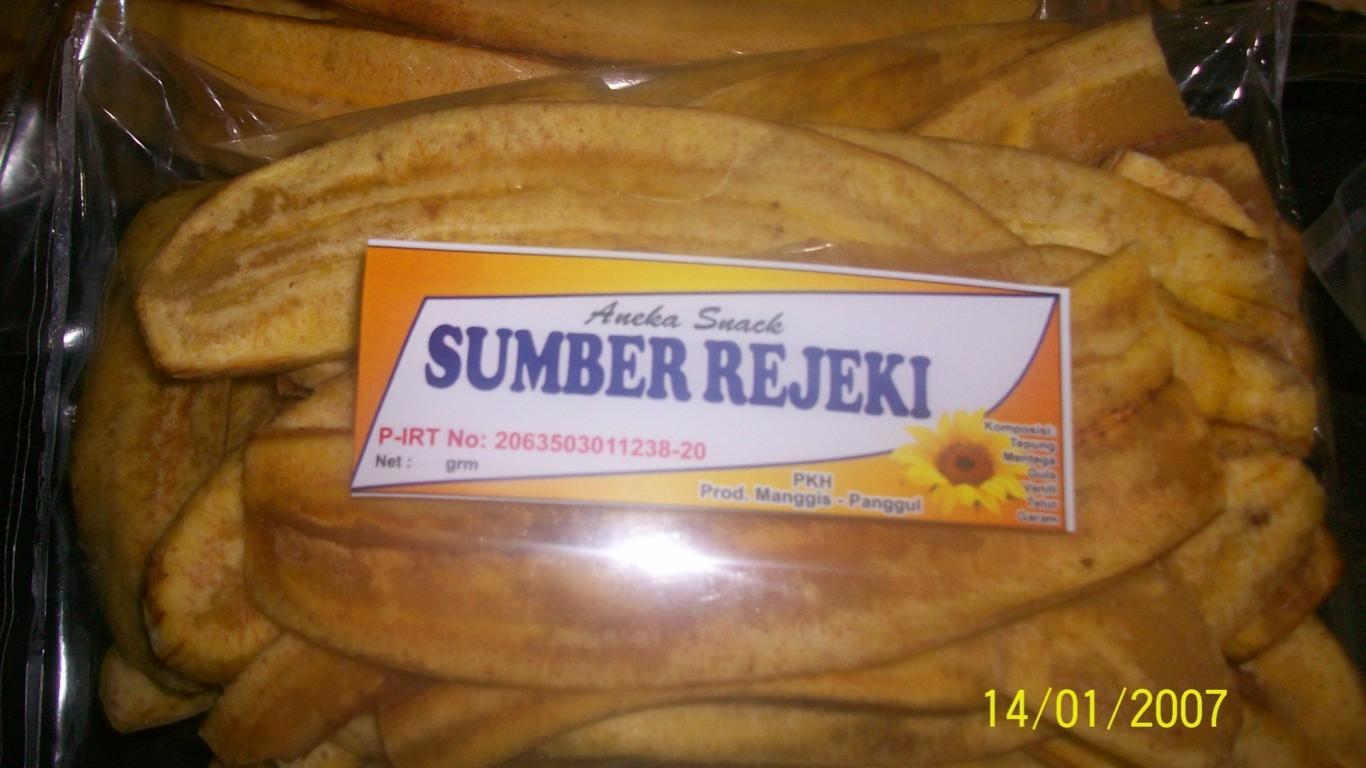 Aneka Snack
SUMBER REJEKI
P-IRT No: 2063503011238-20
Net : grm
PKH
Prod. Manggis - Panggul
Komposisi:
Tepung
Mentega
Gula
Vanili
Telur
Garam
14/01/2007